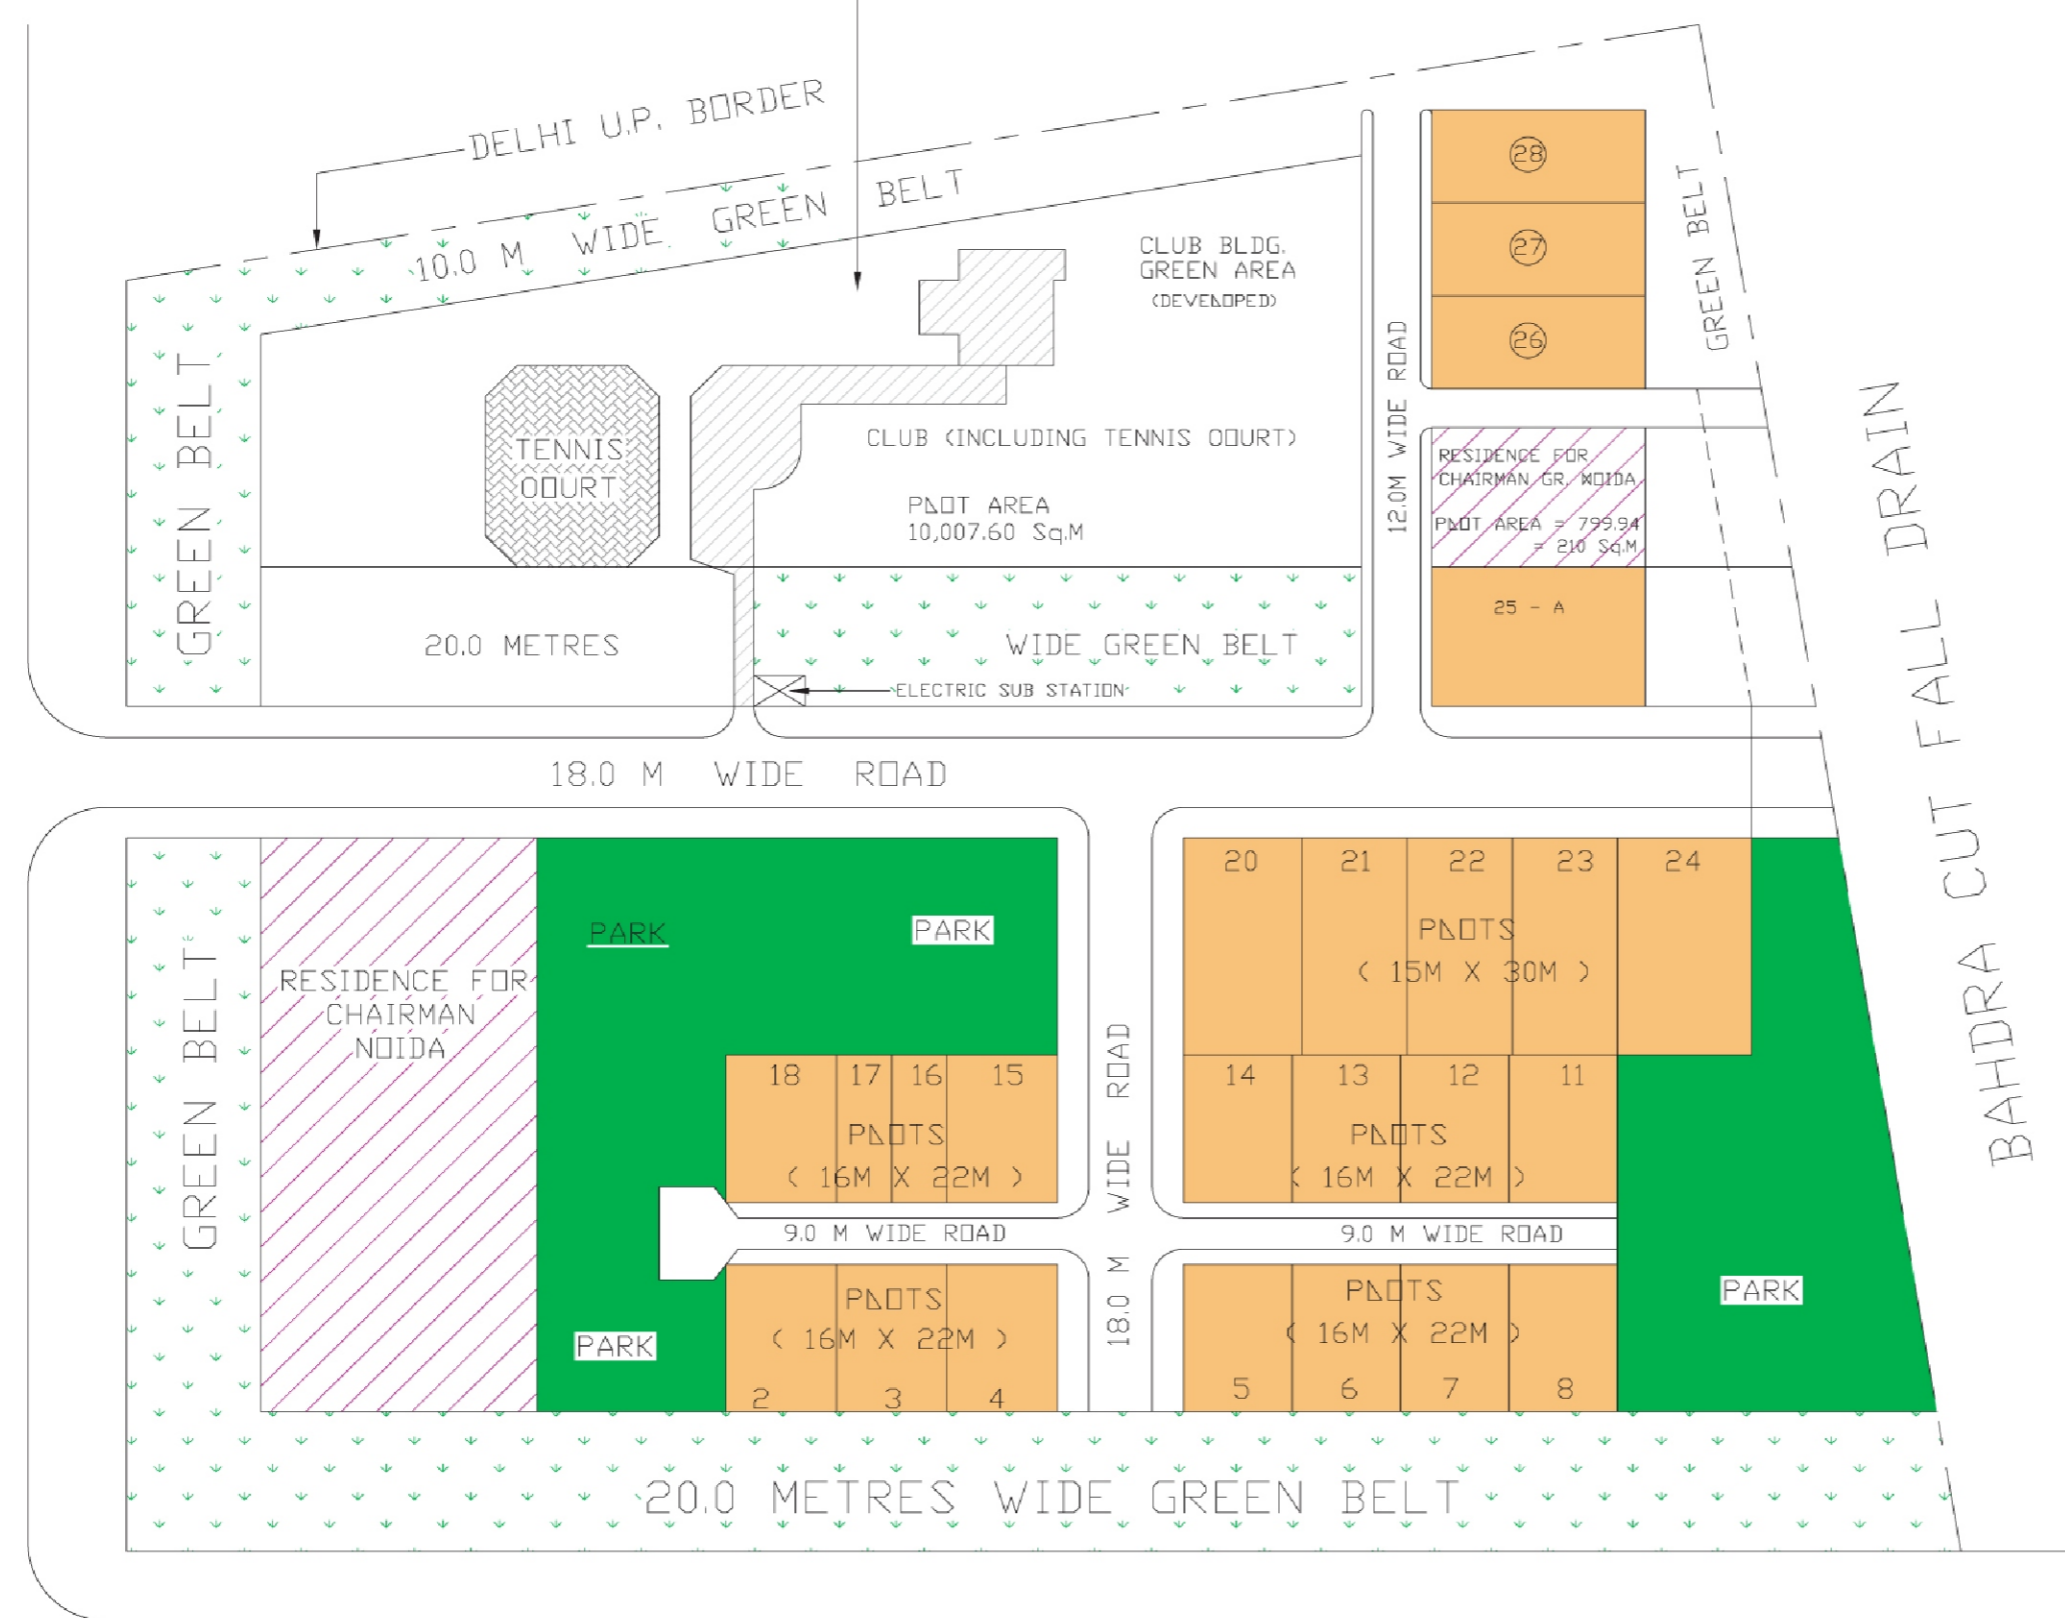 DELHI U.P. BORDER
10.0 M WIDE GREEN BELT
CLUB BLDG.
GREEN AREA
(DEVELOPED)
28
27
26
GREEN BELT
GREEN BELT
TENNIS
COURT
CLUB (INCLUDING TENNIS COURT)
PLOT AREA
10,007.60 Sq.M
12.0M WIDE ROAD
RESIDENCE FOR
CHAIRMAN GR. NOIDA
PLOT AREA = 799.94
= 210 Sq.M
25 - A
20.0 METRES
WIDE GREEN BELT
ELECTRIC SUB STATION
BAHDRA CUT FALL DRAIN
18.0 M WIDE ROAD
GREEN BELT
GREEN BELT
RESIDENCE FOR
CHAIRMAN
NOIDA
PARK
PARK
20 21 22 23 24
PLOTS
( 15M X 30M )
18 17 16 15
PLOTS
( 16M X 22M )
18.0 M WIDE ROAD
14 13 12 11
PLOTS
( 16M X 22M )
9.0 M WIDE ROAD
9.0 M WIDE ROAD
PARK
PLOTS
( 16M X 22M )
2 3 4
PLOTS
( 16M X 22M )
5 6 7 8
PARK
20.0 METRES WIDE GREEN BELT